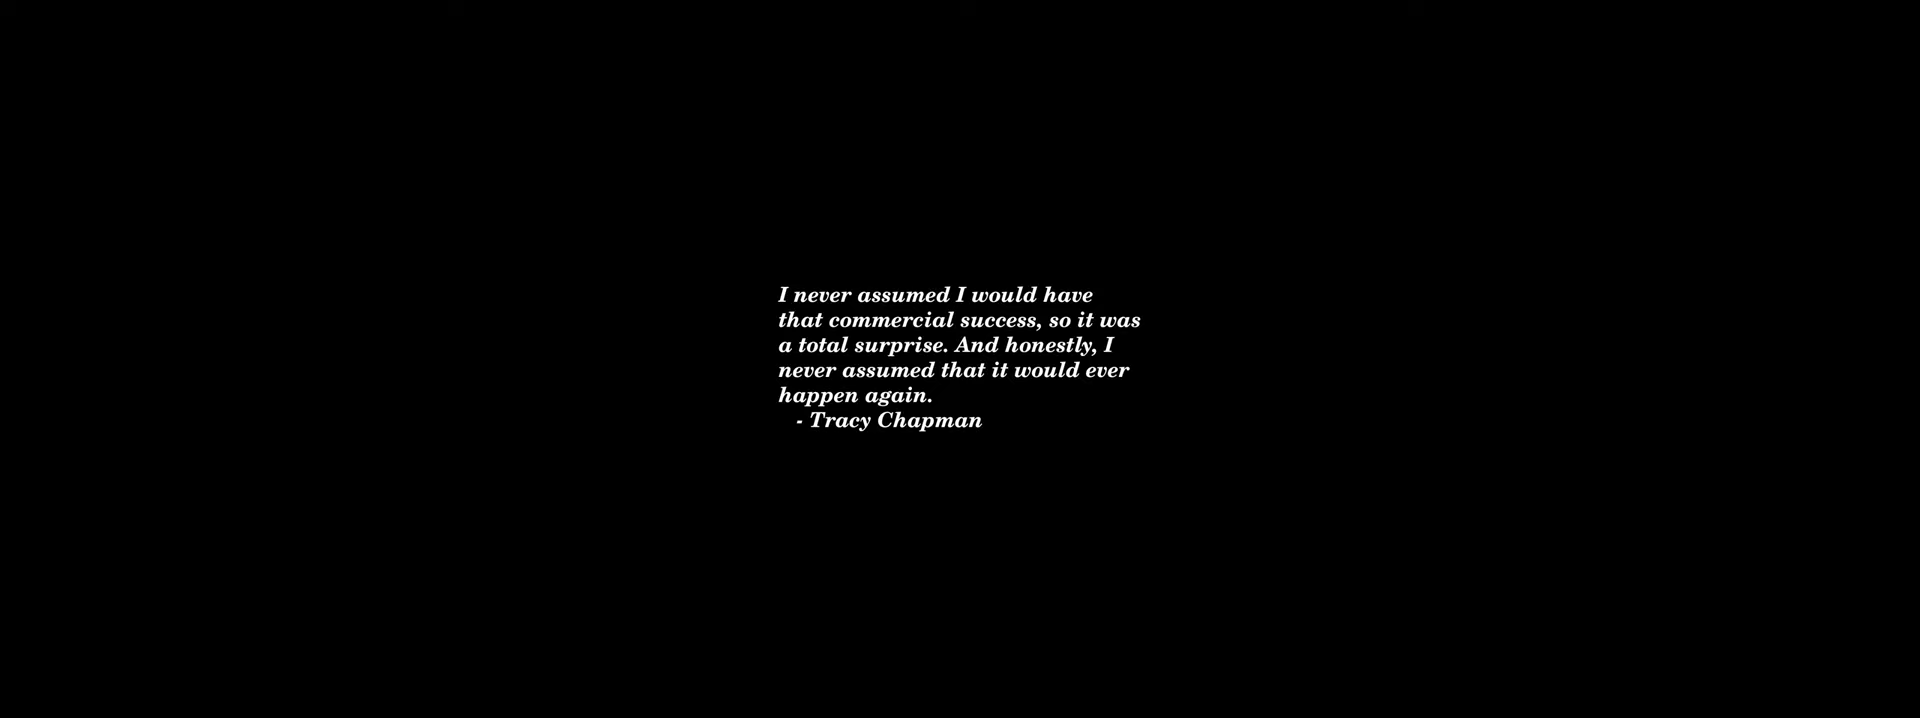 I never assumed I would have
that commercial success, so it was
a total surprise. And honestly, I
never assumed that it would ever
happen again.
- Tracy Chapman